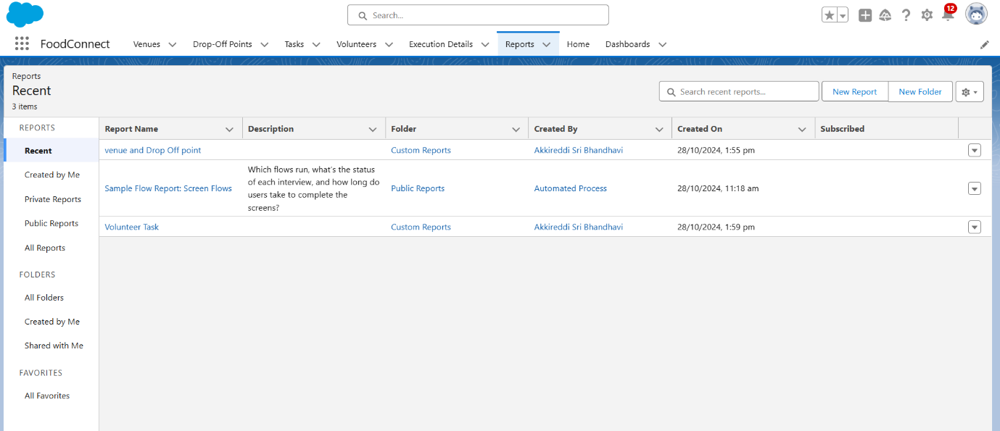 Search...
12
FoodConnect
Venues
Drop-Off Points
Tasks
Volunteers
Execution Details
Reports
Home
Dashboards
Reports
Recent
3 items
Search recent reports...
New Report
New Folder
REPORTS
Recent
Created by Me
Private Reports
Public Reports
All Reports
FOLDERS
All Folders
Created by Me
Shared with Me
FAVORITES
All Favorites
Report Name Description Folder Created By Created On Subscribed
venue and Drop Off point Custom Reports Akkireddi Sri Bhandhavi 28/10/2024, 1:55 pm
Which flows run, what's the status
of each interview, and how long do
Sample Flow Report: Screen Flows Public Reports Automated Process 28/10/2024, 11:18 am
users take to complete the
screens?
Volunteer Task Custom Reports Akkireddi Sri Bhandhavi 28/10/2024, 1:59 pm